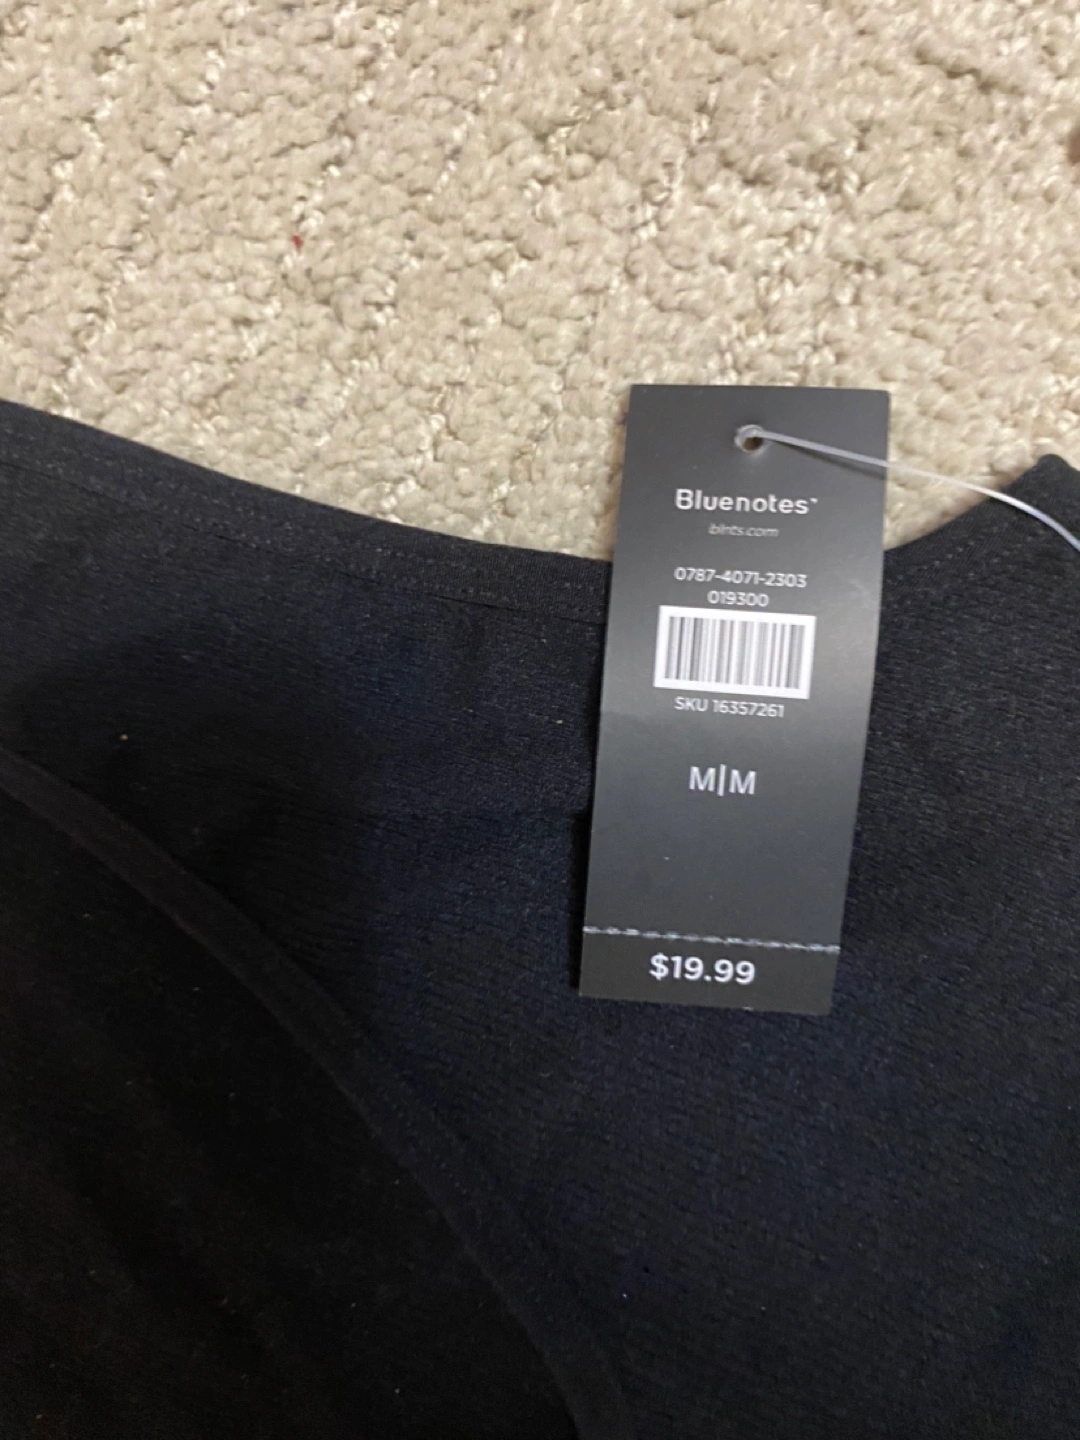 Bluenotes
blnts.com
0787-4071-2303
019300
SKU 16357261
M|M
$19.99